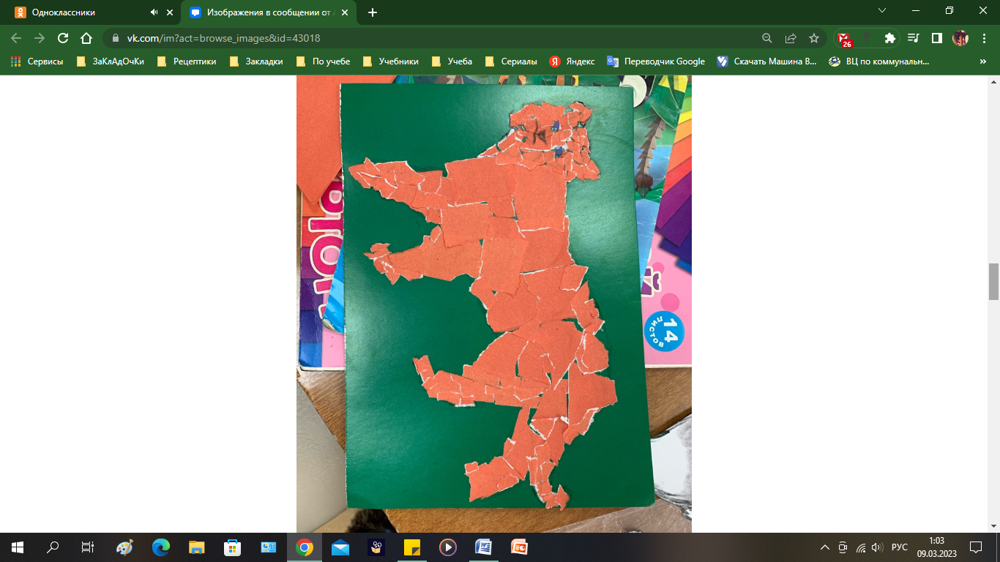 Одноклассники
Изображения в сообщении от
vk.com/im?act=browse_images&id=43018
26
Сервисы
ЗаКлАдОчКи
Рецептики
Закладки
По учебе
Учебники
Учеба
Сериалы
Яндекс
Переводчик Google
Скачать Машина В...
ВЦ по коммунальн...
»
14
ЛИСТОВ
РУС
1:03
09.03.2023